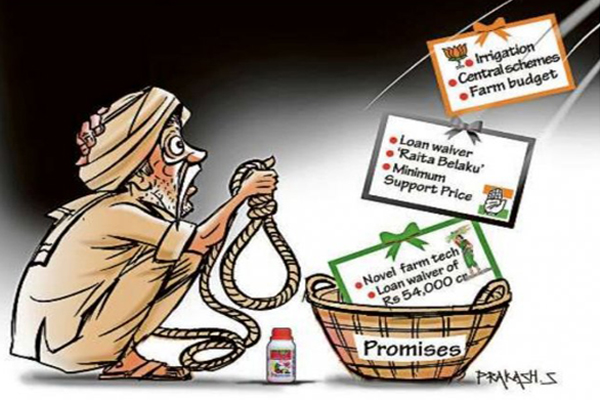 Irrigation
Central schemes
Farm budget
Loan waiver
'Raita Belaku'
Minimum
Support Price
Novel farm tech
Loan waiver of
Rs 54,000 cr
Promises
PRAKASH.S